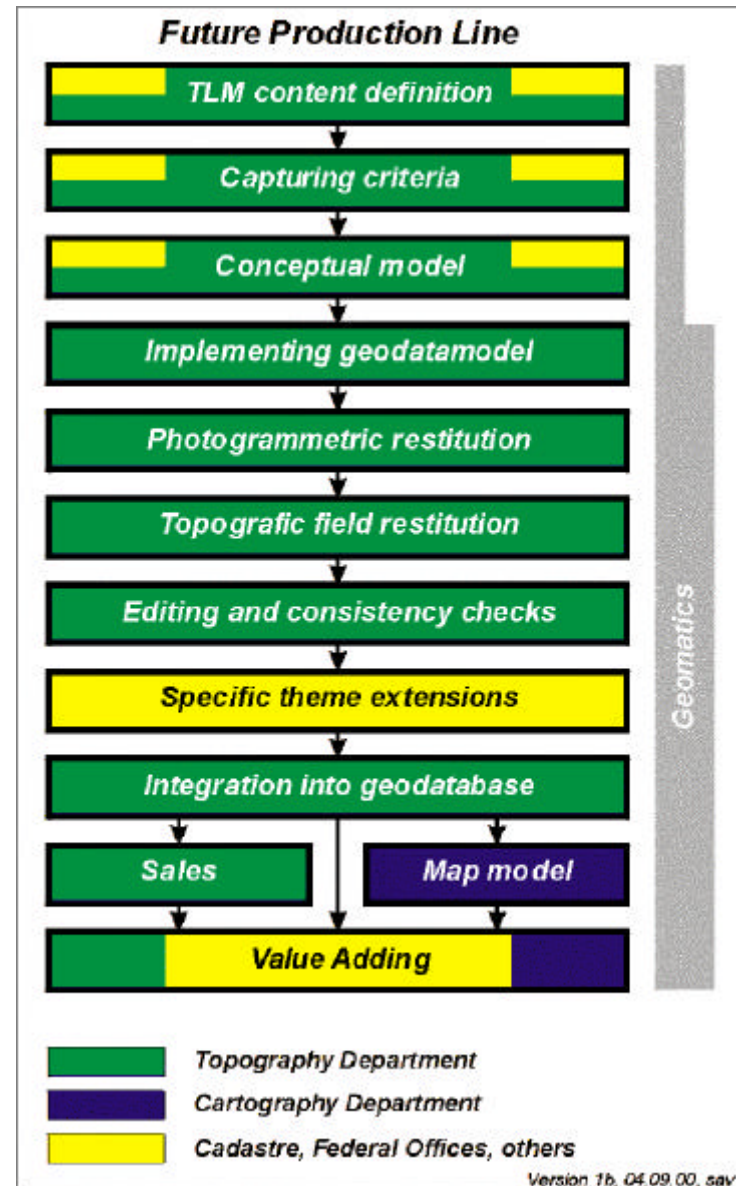 Future Production Line
TLM content definition
Capturing criteria
Conceptual model
Implementing geodatamodel
Photogrammetric restitution
Topografic field restitution
Editing and consistency checks
Specific theme extensions
Integration into geodatabase
Sales
Map model
Value Adding
Geomatics
Topography Department
Cartography Department
Cadastre, Federal Offices, others
Version 1b, 04.09.00, sav